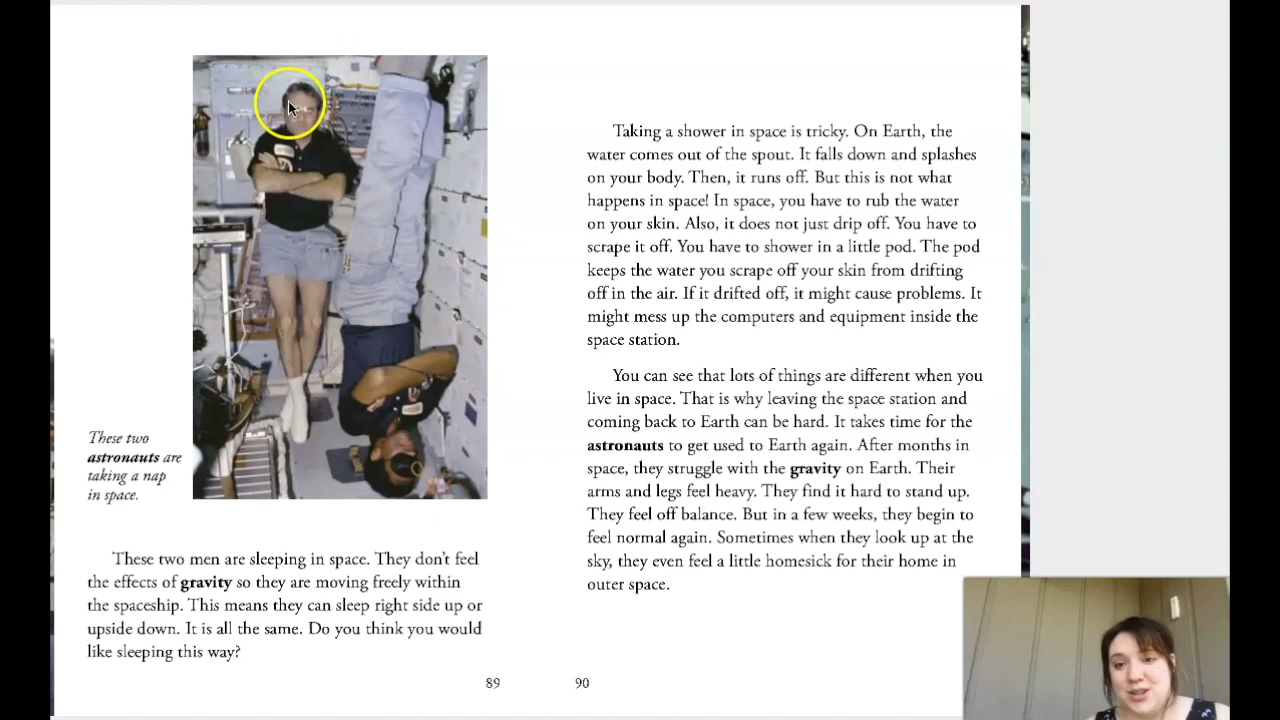 These two
astronauts are
taking a nap
in space.
These two men are sleeping in space. They don't feel
the effects of gravity so they are moving freely within
the spaceship. This means they can sleep right side up or
upside down. It is all the same. Do you think you would
like sleeping this way?
89
Taking a shower in space is tricky. On Earth, the
water comes out of the spout. It falls down and splashes
on your body. Then, it runs off. But this is not what
happens in space! In space, you have to rub the water
on your skin. Also, it does not just drip off. You have to
scrape it off. You have to shower in a little pod. The pod
keeps the water you scrape off your skin from drifting
off in the air. If it drifted off, it might cause problems. It
might mess up the computers and equipment inside the
space station.
You can see that lots of things are different when you
live in space. That is why leaving the space station and
coming back to Earth can be hard. It takes time for the
astronauts to get used to Earth again. After months in
space, they struggle with the gravity on Earth. Their
arms and legs feel heavy. They find it hard to stand up.
They feel off balance. But in a few weeks, they begin to
feel normal again. Sometimes when they look up at the
sky, they even feel a little homesick for their home in
outer space.
90